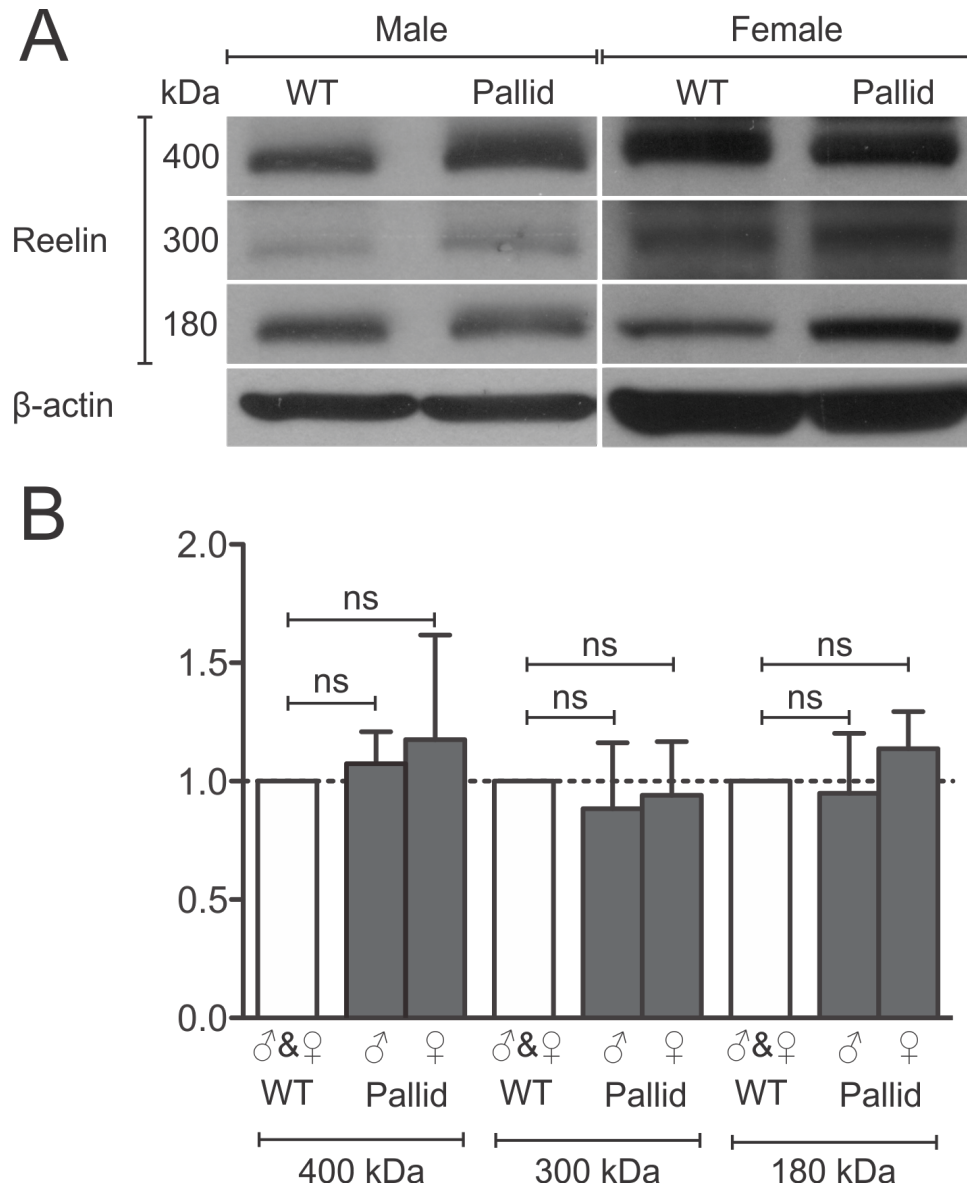 A
Male Female
kDa WT Pallid WT Pallid
400
Reelin 300
180
β-actin
B
2.0
ns
1.5
ns ns
ns ns ns
1.0
0.5
0.0
♂&♀ ♂ ♀ ♂&♀ ♂ ♀ ♂&♀ ♂ ♀
WT Pallid WT Pallid WT Pallid
400 kDa 300 kDa 180 kDa